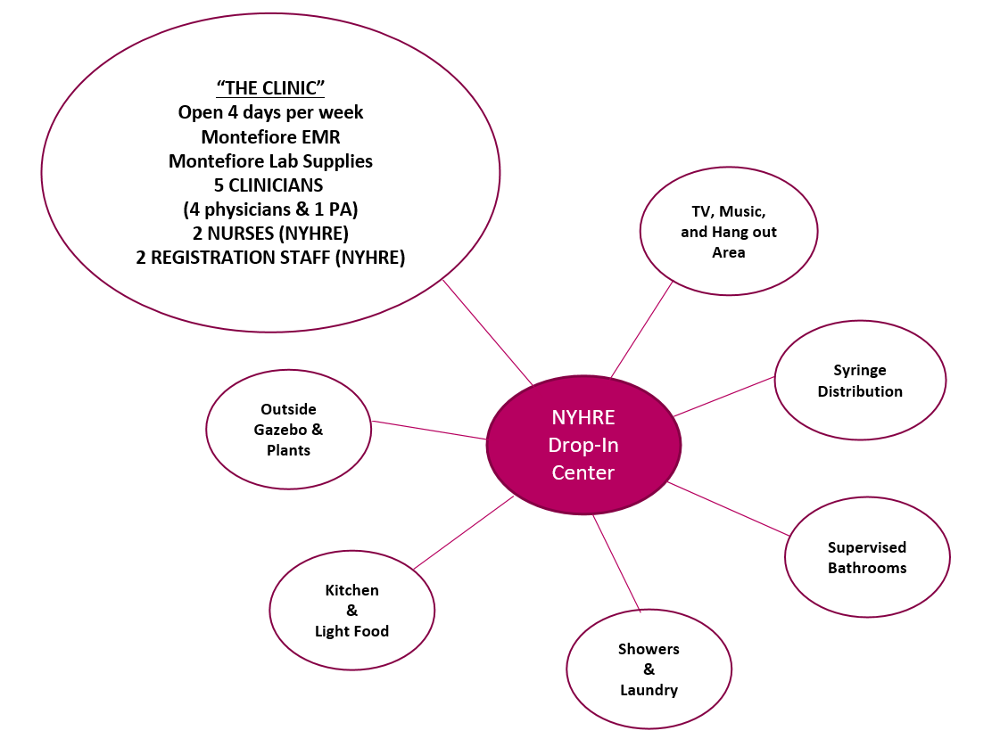 “THE CLINIC”
Open 4 days per week
Montefiore EMR
Montefiore Lab Supplies
5 CLINICIANS
(4 physicians & 1 PA)
2 NURSES (NYHRE)
2 REGISTRATION STAFF (NYHRE)
TV, Music,
and Hang out
Area
Syringe
Distribution
Outside
Gazebo &
Plants
NYHRE
Drop-In
Center
Supervised
Bathrooms
Kitchen
&
Light Food
Showers
&
Laundry